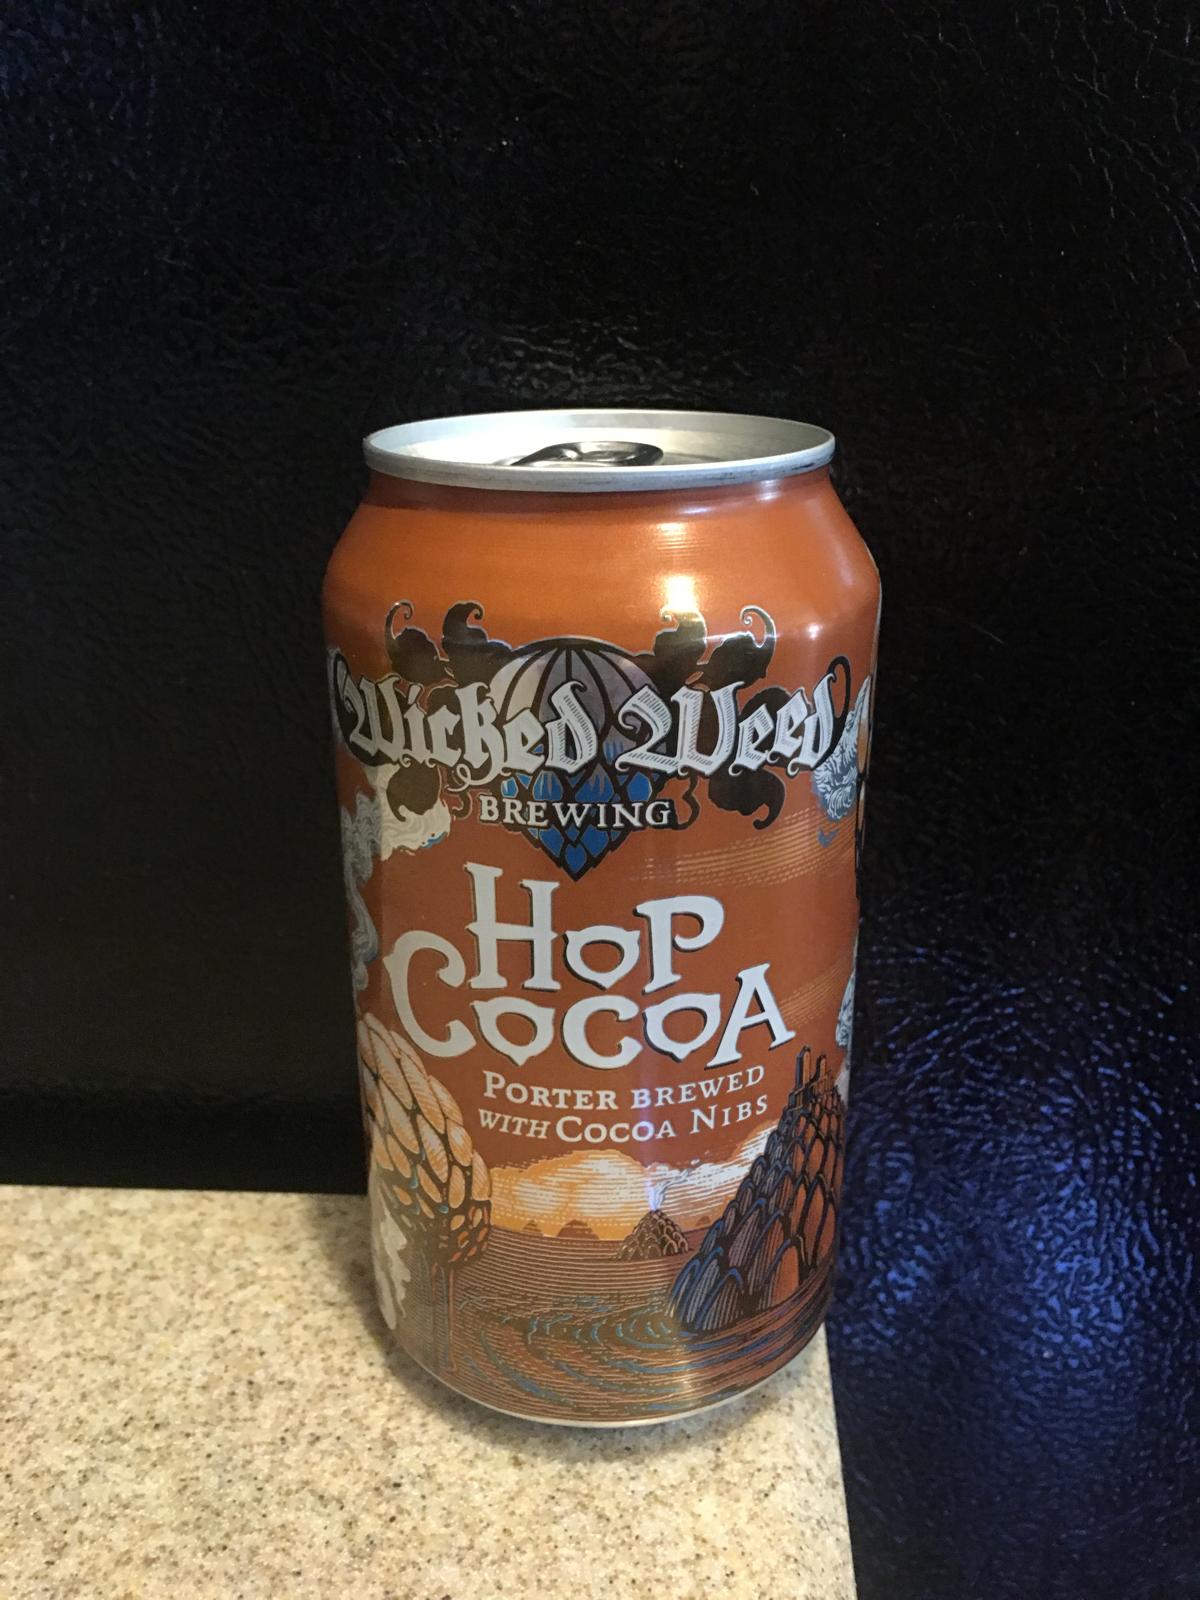 Wicked Weed
BREWING
HOP
COCOA
PORTER BREWED
WITH COCOA NIBS